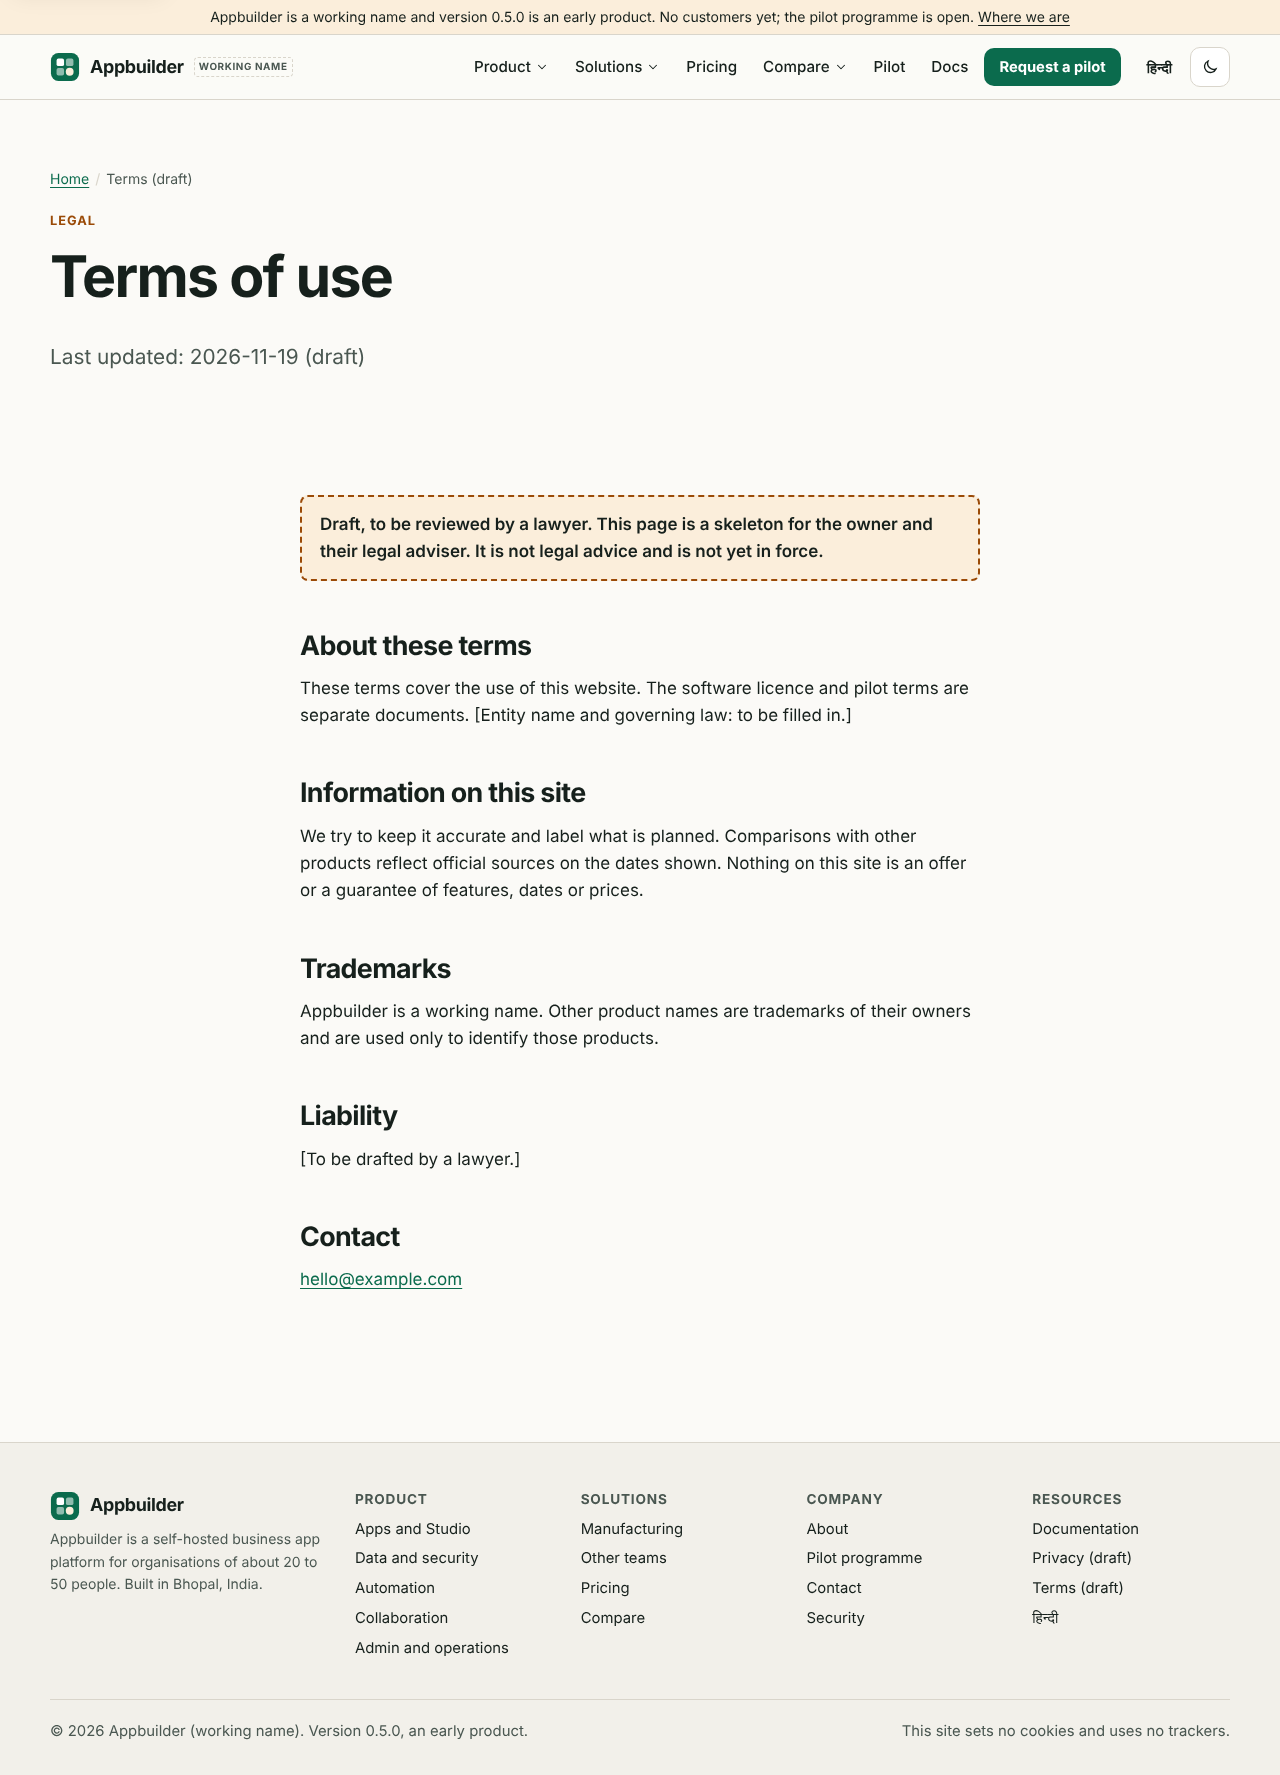 Appbuilder is a working name and version 0.5.0 is an early product. No customers yet; the pilot programme is open. Where we are
Appbuilder WORKING NAME Product Solutions Pricing Compare Pilot Docs Request a pilot हिन्दी
Home / Terms (draft)
LEGAL
Terms of use
Last updated: 2026-11-19 (draft)
Draft, to be reviewed by a lawyer. This page is a skeleton for the owner and
their legal adviser. It is not legal advice and is not yet in force.
About these terms
These terms cover the use of this website. The software licence and pilot terms are
separate documents. [Entity name and governing law: to be filled in.]
Information on this site
We try to keep it accurate and label what is planned. Comparisons with other
products reflect official sources on the dates shown. Nothing on this site is an offer
or a guarantee of features, dates or prices.
Trademarks
Appbuilder is a working name. Other product names are trademarks of their owners
and are used only to identify those products.
Liability
[To be drafted by a lawyer.]
Contact
hello@example.com
Appbuilder
Appbuilder is a self-hosted business app
platform for organisations of about 20 to
50 people. Built in Bhopal, India.
PRODUCT
Apps and Studio
Data and security
Automation
Collaboration
Admin and operations
SOLUTIONS
Manufacturing
Other teams
Pricing
Compare
COMPANY
About
Pilot programme
Contact
Security
RESOURCES
Documentation
Privacy (draft)
Terms (draft)
हिन्दी
© 2026 Appbuilder (working name). Version 0.5.0, an early product.
This site sets no cookies and uses no trackers.